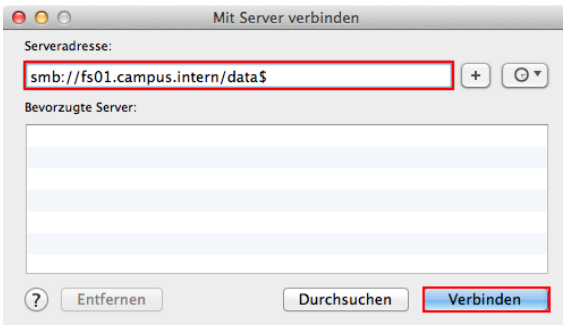 Mit Server verbinden
Serveradresse:
smb://fs01.campus.intern/data$
+
Bevorzugte Server:
? Entfernen Durchsuchen Verbinden